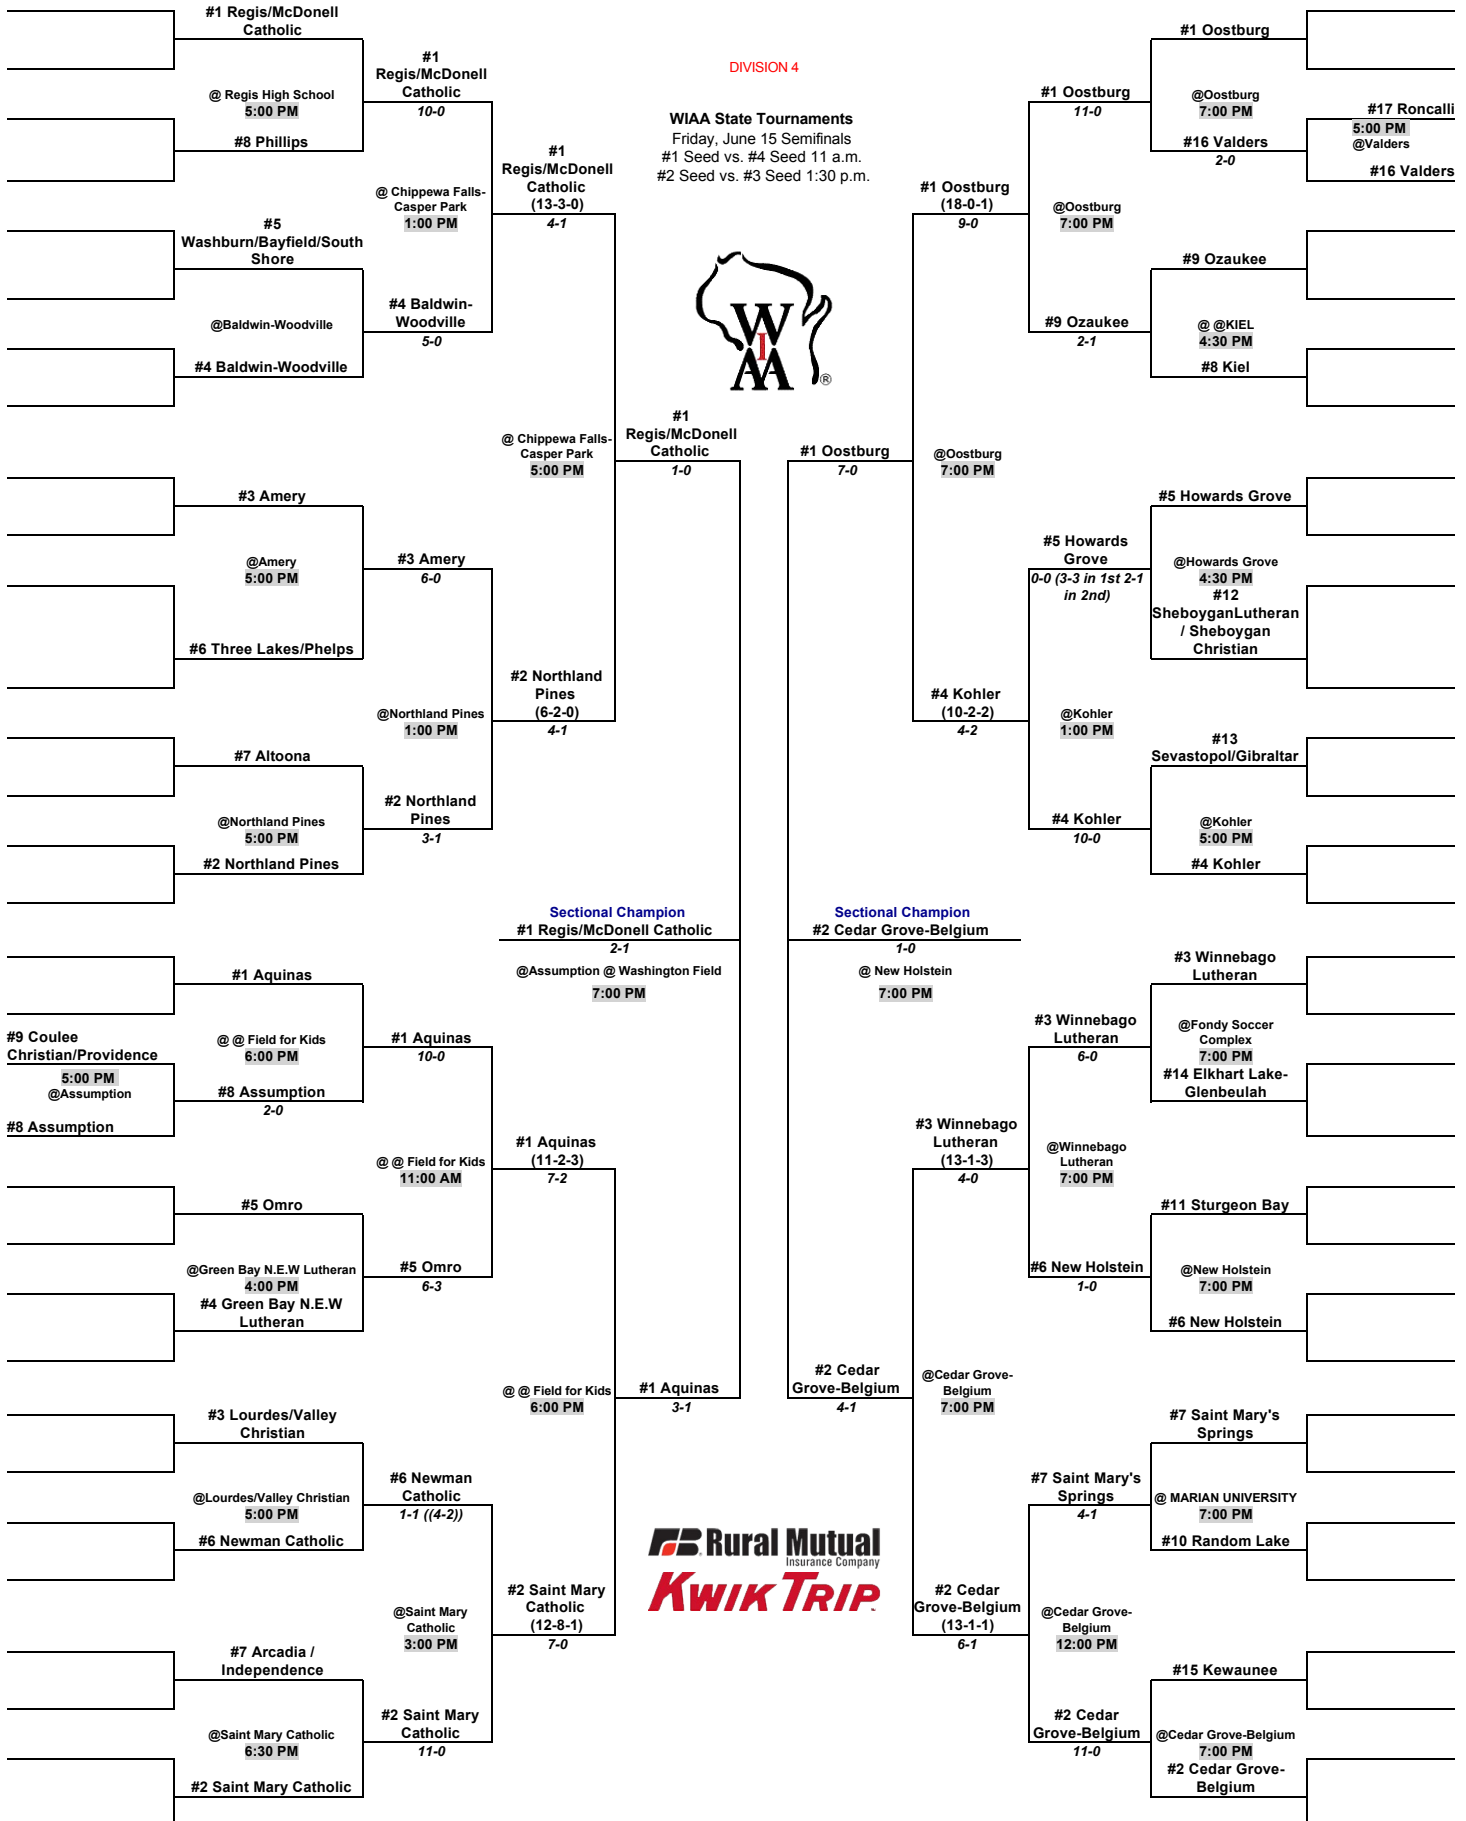 #1 Regis/McDonell
Catholic
@ Regis High School
5:00 PM
#8 Phillips
#5
Washburn/Bayfield/South
Shore
@Baldwin-Woodville
#4 Baldwin-Woodville
#3 Amery
@Amery
5:00 PM
#6 Three Lakes/Phelps
#7 Altoona
@Northland Pines
5:00 PM
#2 Northland Pines
#1
Regis/McDonell
Catholic
10-0
@ Chippewa Falls-
Casper Park
1:00 PM
#4 Baldwin-
Woodville
5-0
#3 Amery
6-0
@Northland Pines
1:00 PM
#2 Northland
Pines
3-1
#1
Regis/McDonell
Catholic
(13-3-0)
4-1
@ Chippewa Falls-
Casper Park
5:00 PM
#2 Northland
Pines
(6-2-0)
4-1
#1
Regis/McDonell
Catholic
1-0
DIVISION 4
WIAA State Tournaments
Friday, June 15 Semifinals
#1 Seed vs. #4 Seed 11 a.m.
#2 Seed vs. #3 Seed 1:30 p.m.
W
I
AA
®
#1 Oostburg
@Oostburg
7:00 PM
#16 Valders
2-0
#17 Roncalli
5:00 PM
@Valders
#16 Valders
#9 Ozaukee
@ @KIEL
4:30 PM
#8 Kiel
#5 Howards Grove
@Howards Grove
4:30 PM
#12
SheboyganLutheran
/ Sheboygan
Christian
#13
Sevastopol/Gibraltar
@Kohler
5:00 PM
#4 Kohler
#1 Oostburg
11-0
@Oostburg
7:00 PM
#9 Ozaukee
2-1
#5 Howards
Grove
0-0 (3-3 in 1st 2-1
in 2nd)
@Kohler
1:00 PM
#4 Kohler
10-0
#1 Oostburg
(18-0-1)
9-0
@Oostburg
7:00 PM
#4 Kohler
(10-2-2)
4-2
#1 Oostburg
7-0
Sectional Champion
#1 Regis/McDonell Catholic
2-1
@Assumption @ Washington Field
7:00 PM
Sectional Champion
#2 Cedar Grove-Belgium
1-0
@ New Holstein
7:00 PM
#1 Aquinas
@ @ Field for Kids
6:00 PM
#9 Coulee
Christian/Providence
5:00 PM
@Assumption
#8 Assumption
#8 Assumption
2-0
#5 Omro
@Green Bay N.E.W Lutheran
4:00 PM
#4 Green Bay N.E.W
Lutheran
#3 Lourdes/Valley
Christian
@Lourdes/Valley Christian
5:00 PM
#6 Newman Catholic
#7 Arcadia /
Independence
@Saint Mary Catholic
6:30 PM
#2 Saint Mary Catholic
#1 Aquinas
10-0
@ @ Field for Kids
11:00 AM
#5 Omro
6-3
#6 Newman
Catholic
1-1 ((4-2))
@Saint Mary
Catholic
3:00 PM
#2 Saint Mary
Catholic
11-0
#1 Aquinas
(11-2-3)
7-2
@ @ Field for Kids
6:00 PM
#2 Saint Mary
Catholic
(12-8-1)
7-0
#1 Aquinas
3-1
Rural Mutual
Insurance Company
KWIK TRIP
#3 Winnebago
Lutheran
@Fondy Soccer
Complex
7:00 PM
#14 Elkhart Lake-
Glenbeulah
#11 Sturgeon Bay
@New Holstein
7:00 PM
#6 New Holstein
#7 Saint Mary's
Springs
@ MARIAN UNIVERSITY
7:00 PM
#10 Random Lake
#15 Kewaunee
@Cedar Grove-Belgium
7:00 PM
#2 Cedar Grove-
Belgium
#3 Winnebago
Lutheran
6-0
@Winnebago
Lutheran
7:00 PM
#6 New Holstein
1-0
#7 Saint Mary's
Springs
4-1
@Cedar Grove-
Belgium
12:00 PM
#2 Cedar
Grove-Belgium
11-0
#3 Winnebago
Lutheran
(13-1-3)
4-0
@Cedar Grove-
Belgium
7:00 PM
#2 Cedar
Grove-Belgium
(13-1-1)
6-1
#2 Cedar
Grove-Belgium
4-1